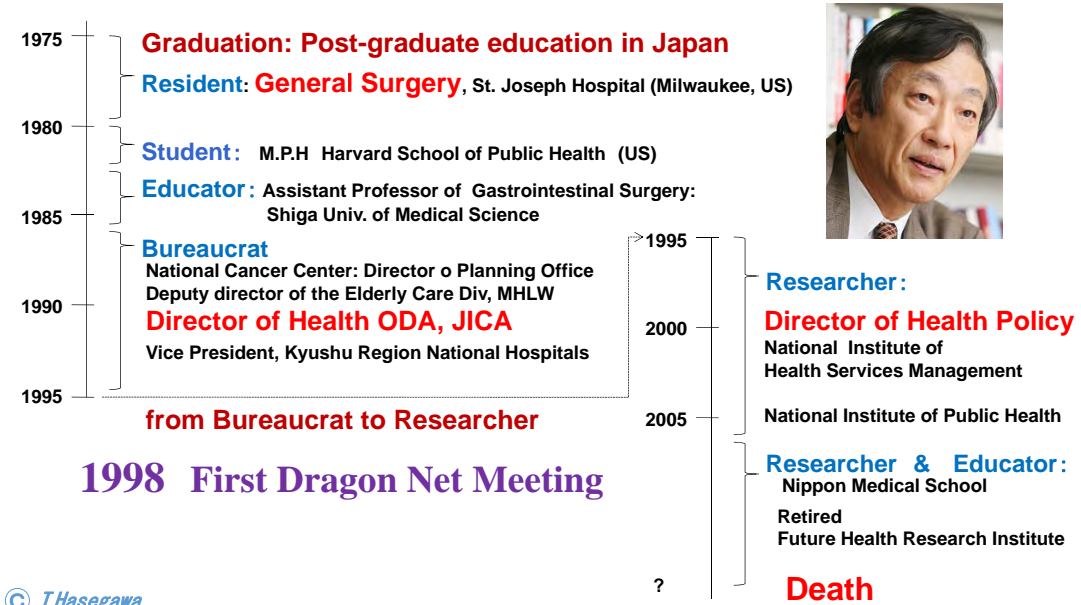 1975
Graduation: Post-graduate education in Japan
Resident: General Surgery, St. Joseph Hospital (Milwaukee, US)
1980
Student： M.P.H Harvard School of Public Health (US)
Educator： Assistant Professor of Gastrointestinal Surgery:
Shiga Univ. of Medical Science
1985
Bureaucrat
National Cancer Center: Director o Planning Office
Deputy director of the Elderly Care Div, MHLW
1990
Director of Health ODA, JICA
Vice President, Kyushu Region National Hospitals
1995
from Bureaucrat to Researcher
1998 First Dragon Net Meeting
1995
Researcher：
2000
Director of Health Policy
National Institute of
Health Services Management
2005
National Institute of Public Health
Researcher & Educator：
Nippon Medical School
Retired
Future Health Research Institute
?
Death
© T.Hasegawa